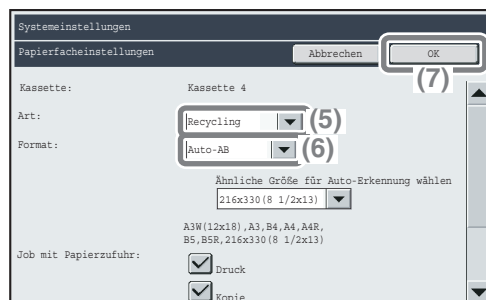 Systemeinstellungen
Papierfacheinstellungen Abbrechen OK
(7)
Kassette: Kassette 4
Art: Recycling (5)
Format: Auto-AB (6)
Ähnliche Größe für Auto-Erkennung wählen
216x330(8 1/2x13)
A3W(12x18),A3,B4,A4,A4R,
B5,B5R,216x330(8 1/2x13)
Job mit Papierzufuhr:
Druck
Kopie